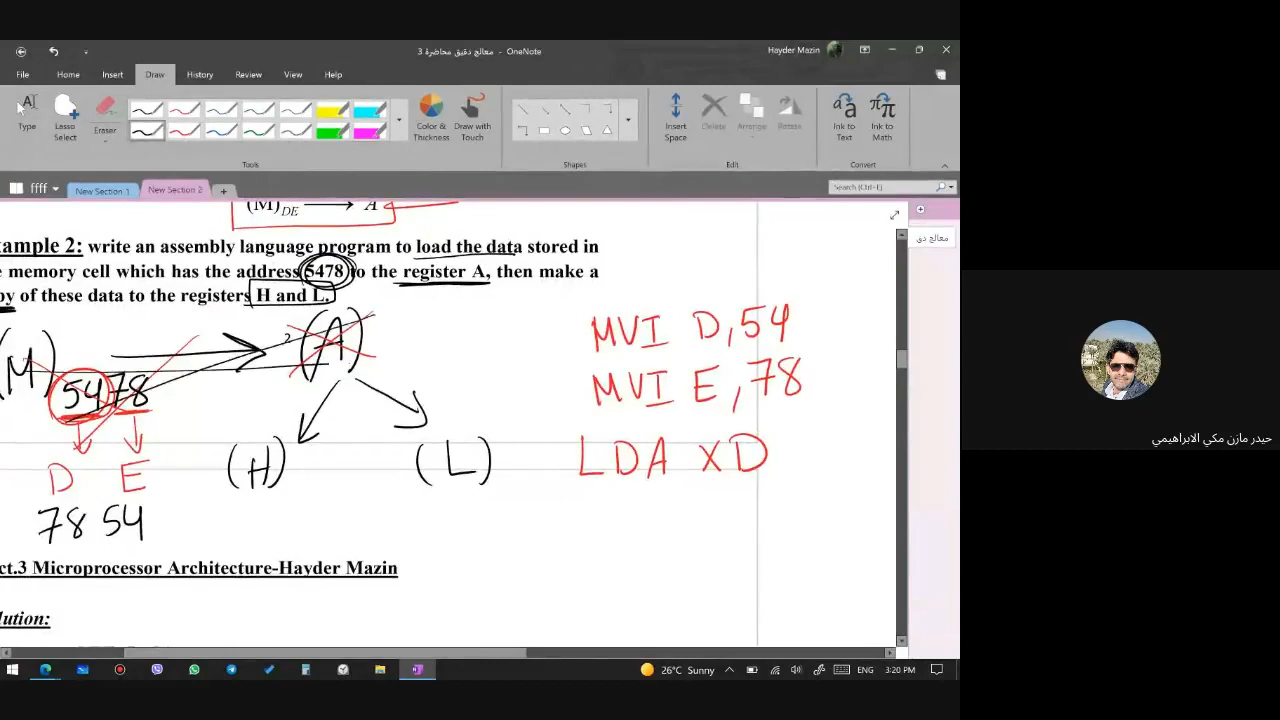 معالج دقيق محاضرة 3 - OneNote
Hayder Mazin
File Home Insert Draw History Review View Help
Type
Lasso Select
Eraser
Color & Thickness
Draw with Touch
Insert Space
Delete
Arrange
Rotate
Ink to Text
Ink to Math
Tools
Shapes
Edit
Convert
ffff
New Section 1
New Section 2
Search (Ctrl+E)
معالج دي
(M)DE → A
xample 2: write an assembly language program to load the data stored in
e memory cell which has the address 5478 to the register A, then make a
py of these data to the registers H and L.
(M) → (A)
5478
D E
(H) (L)
78 54
MVI D,54
MVI E,78
LDA XD
ct.3 Microprocessor Architecture-Hayder Mazin
lution:
حيدر مازن مكي الابراهيمي
26°C Sunny
ENG
3:20 PM